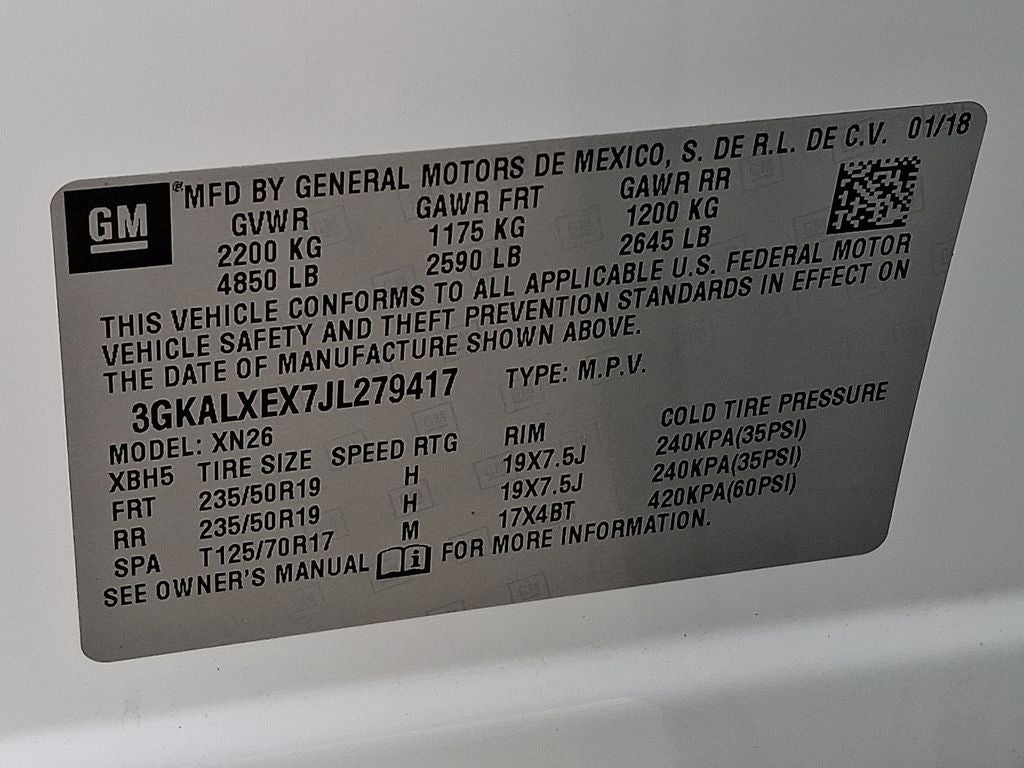 GM ® MFD BY GENERAL MOTORS DE MEXICO, S. DE R.L. DE C.V. 01/18
GVWR GAWR FRT GAWR RR
2200 KG 1175 KG 1200 KG
4850 LB 2590 LB 2645 LB
THIS VEHICLE CONFORMS TO ALL APPLICABLE U.S. FEDERAL MOTOR
VEHICLE SAFETY AND THEFT PREVENTION STANDARDS IN EFFECT ON
THE DATE OF MANUFACTURE SHOWN ABOVE.
3GKALXEX7JL279417 TYPE: M.P.V.
MODEL: XN26
XBH5 TIRE SIZE SPEED RTG RIM COLD TIRE PRESSURE
FRT 235/50R19 H 19X7.5J 240KPA(35PSI)
RR 235/50R19 H 19X7.5J 240KPA(35PSI)
SPA T125/70R17 M 17X4BT 420KPA(60PSI)
SEE OWNER'S MANUAL i FOR MORE INFORMATION.